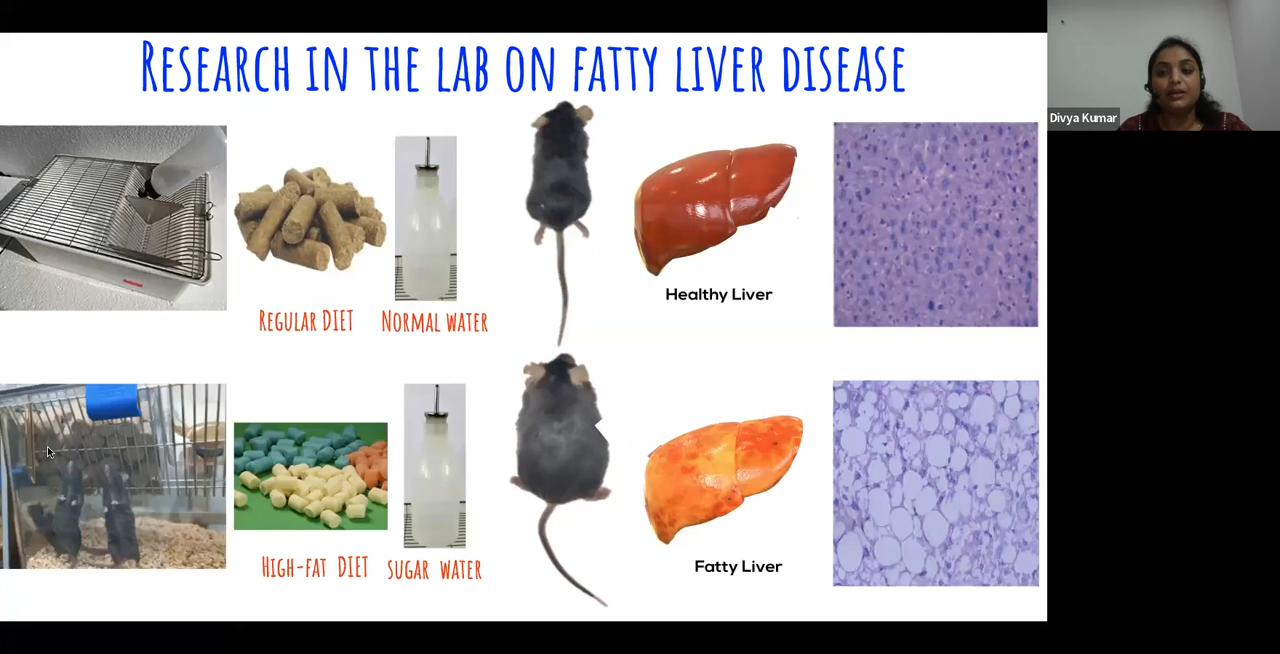 RESEARCH IN THE LAB ON FATTY LIVER DISEASE
Divya Kumar
Healthy Liver
REGULAR DIET NORMAL WATER
Fatty Liver
HIGH-FAT DIET SUGAR WATER